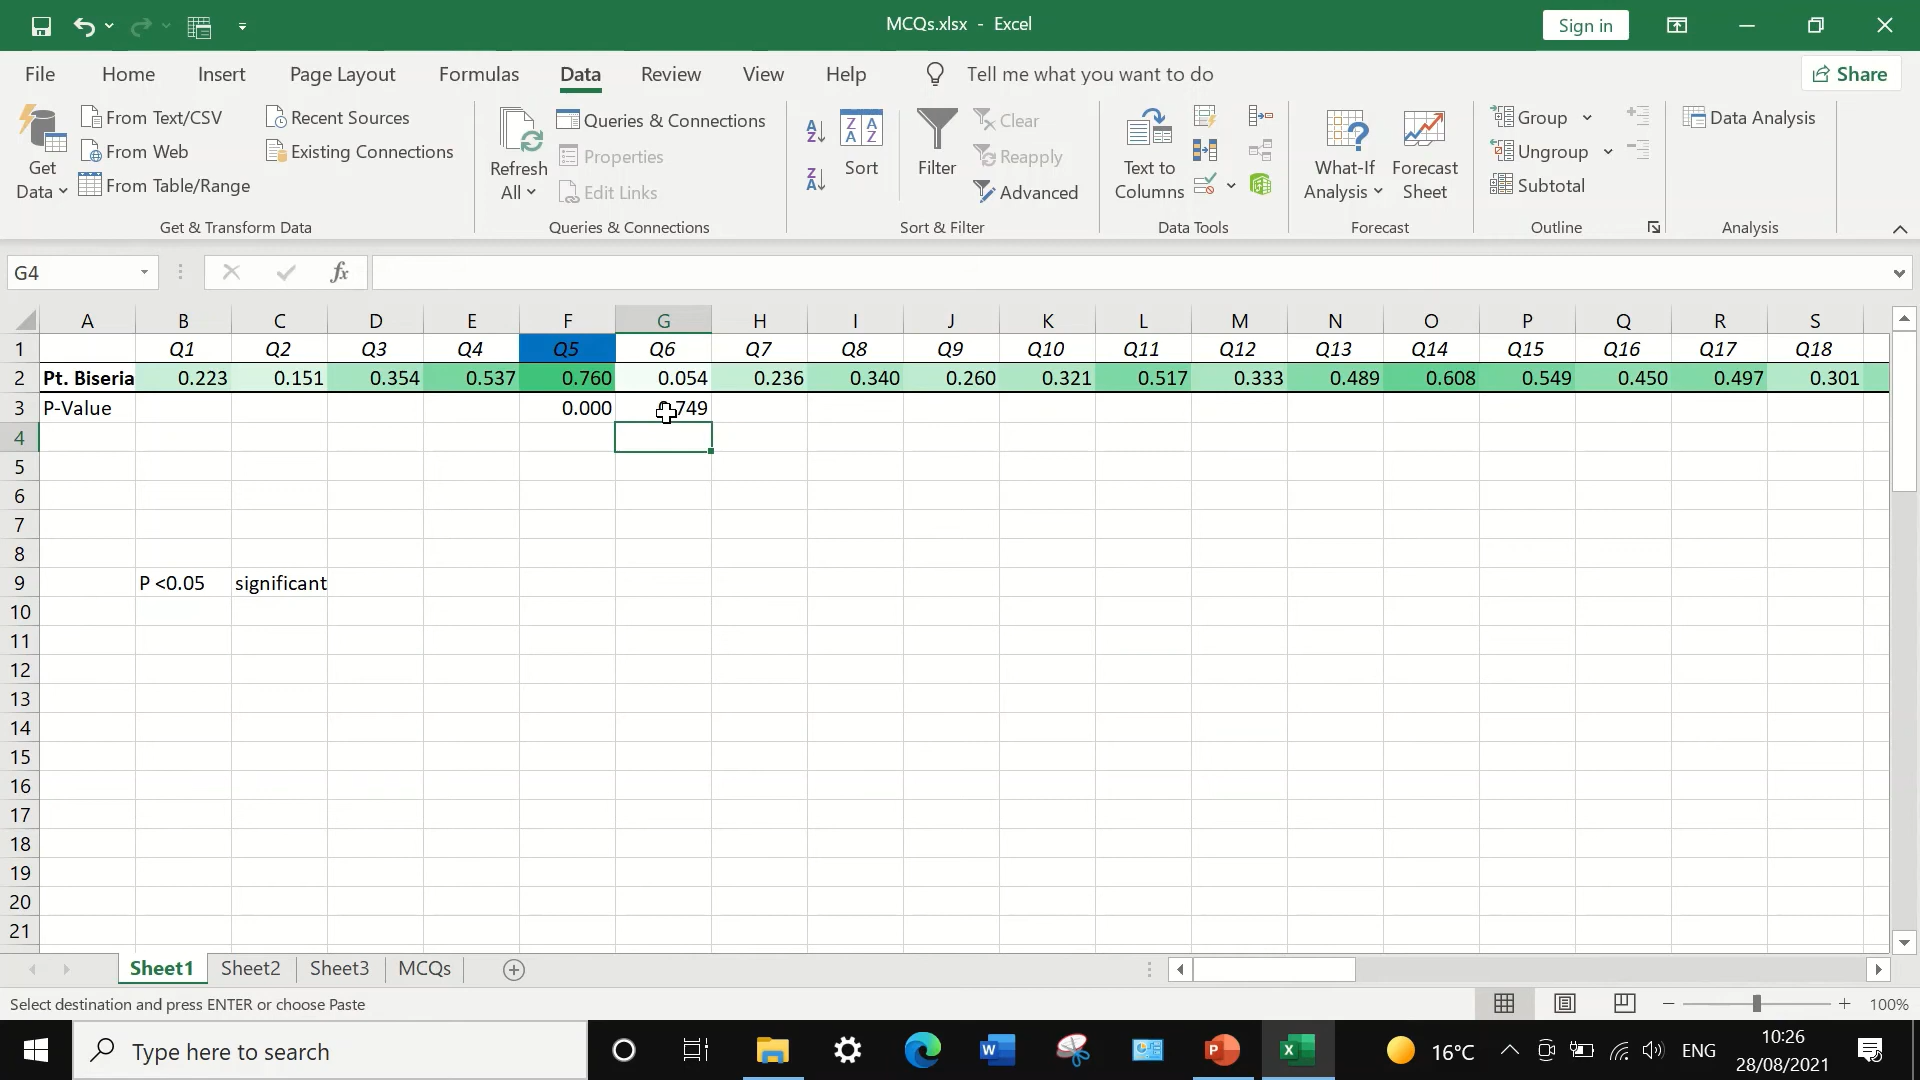 MCQs.xlsx - Excel
Sign in
File Home Insert Page Layout Formulas Data Review View Help Tell me what you want to do Share
Get Data
From Text/CSV
From Web
From Table/Range
Recent Sources
Existing Connections
Get & Transform Data
Refresh All
Queries & Connections
Properties
Edit Links
Queries & Connections
Sort
Filter
Clear
Reapply
Advanced
Sort & Filter
Text to Columns
Data Tools
What-If Analysis
Forecast Sheet
Forecast
Group
Ungroup
Subtotal
Outline
Data Analysis
Analysis
G4 fx
A B C D E F G H I J K L M N O P Q R S
1 Q1 Q2 Q3 Q4 Q5 Q6 Q7 Q8 Q9 Q10 Q11 Q12 Q13 Q14 Q15 Q16 Q17 Q18
2 Pt. Biseria 0.223 0.151 0.354 0.537 0.760 0.054 0.236 0.340 0.260 0.321 0.517 0.333 0.489 0.608 0.549 0.450 0.497 0.301
3 P-Value 0.000 .749
4
5
6
7
8
9 P <0.05 significant
10
11
12
13
14
15
16
17
18
19
20
21
Sheet1 Sheet2 Sheet3 MCQs
Select destination and press ENTER or choose Paste
100%
Type here to search
16°C
ENG
10:26
28/08/2021